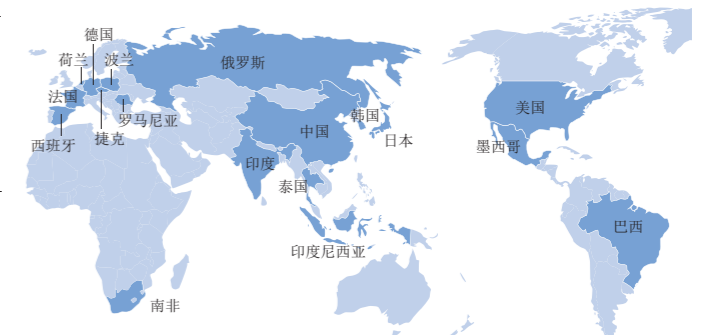 德国
荷兰
波兰
俄罗斯
法国
罗马尼亚
西班牙
捷克
中国
韩国
日本
印度
泰国
印度尼西亚
南非
美国
墨西哥
巴西